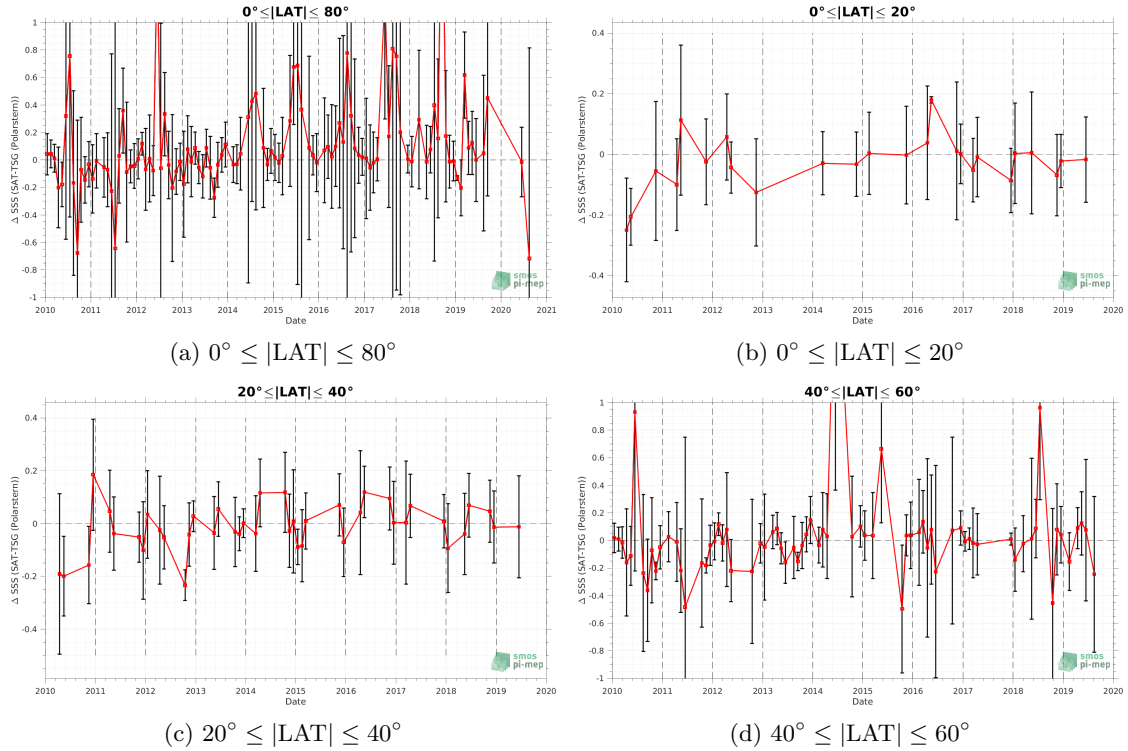 0°≤|LAT|≤ 80°
Δ SSS (SAT-TSG (Polarstern))
1
0.8
0.6
0.4
0.2
0
-0.2
-0.4
-0.6
-0.8
-1
2010 2011 2012 2013 2014 2015 2016 2017 2018 2019 2020 2021
Date
smos
pi-mep
(a) 0° ≤ |LAT| ≤ 80°
0°≤|LAT|≤ 20°
Δ SSS (SAT-TSG (Polarstern))
0.4
0.2
0
-0.2
-0.4
2010 2011 2012 2013 2014 2015 2016 2017 2018 2019 2020
Date
smos
pi-mep
(b) 0° ≤ |LAT| ≤ 20°
20°≤|LAT|≤ 40°
Δ SSS (SAT-TSG (Polarstern))
0.4
0.2
0
-0.2
-0.4
2010 2011 2012 2013 2014 2015 2016 2017 2018 2019 2020
Date
smos
pi-mep
(c) 20° ≤ |LAT| ≤ 40°
40°≤|LAT|≤ 60°
Δ SSS (SAT-TSG (Polarstern))
1
0.8
0.6
0.4
0.2
0
-0.2
-0.4
-0.6
-0.8
-1
2010 2011 2012 2013 2014 2015 2016 2017 2018 2019 2020
Date
smos
pi-mep
(d) 40° ≤ |LAT| ≤ 60°